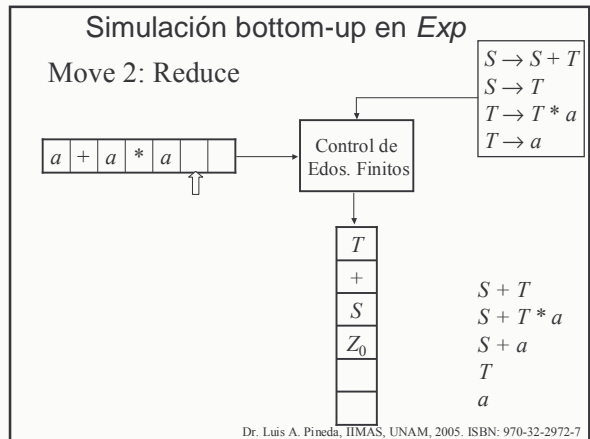 Simulación bottom-up en Exp
Move 2: Reduce
S → S + T
S → T
T → T * a
T → a
a + a * a
Control de
Edos. Finitos
T
+
S
Z₀
S + T
S + T * a
S + a
T
a
Dr. Luis A. Pineda, IIMAS, UNAM, 2005. ISBN: 970-32-2972-7